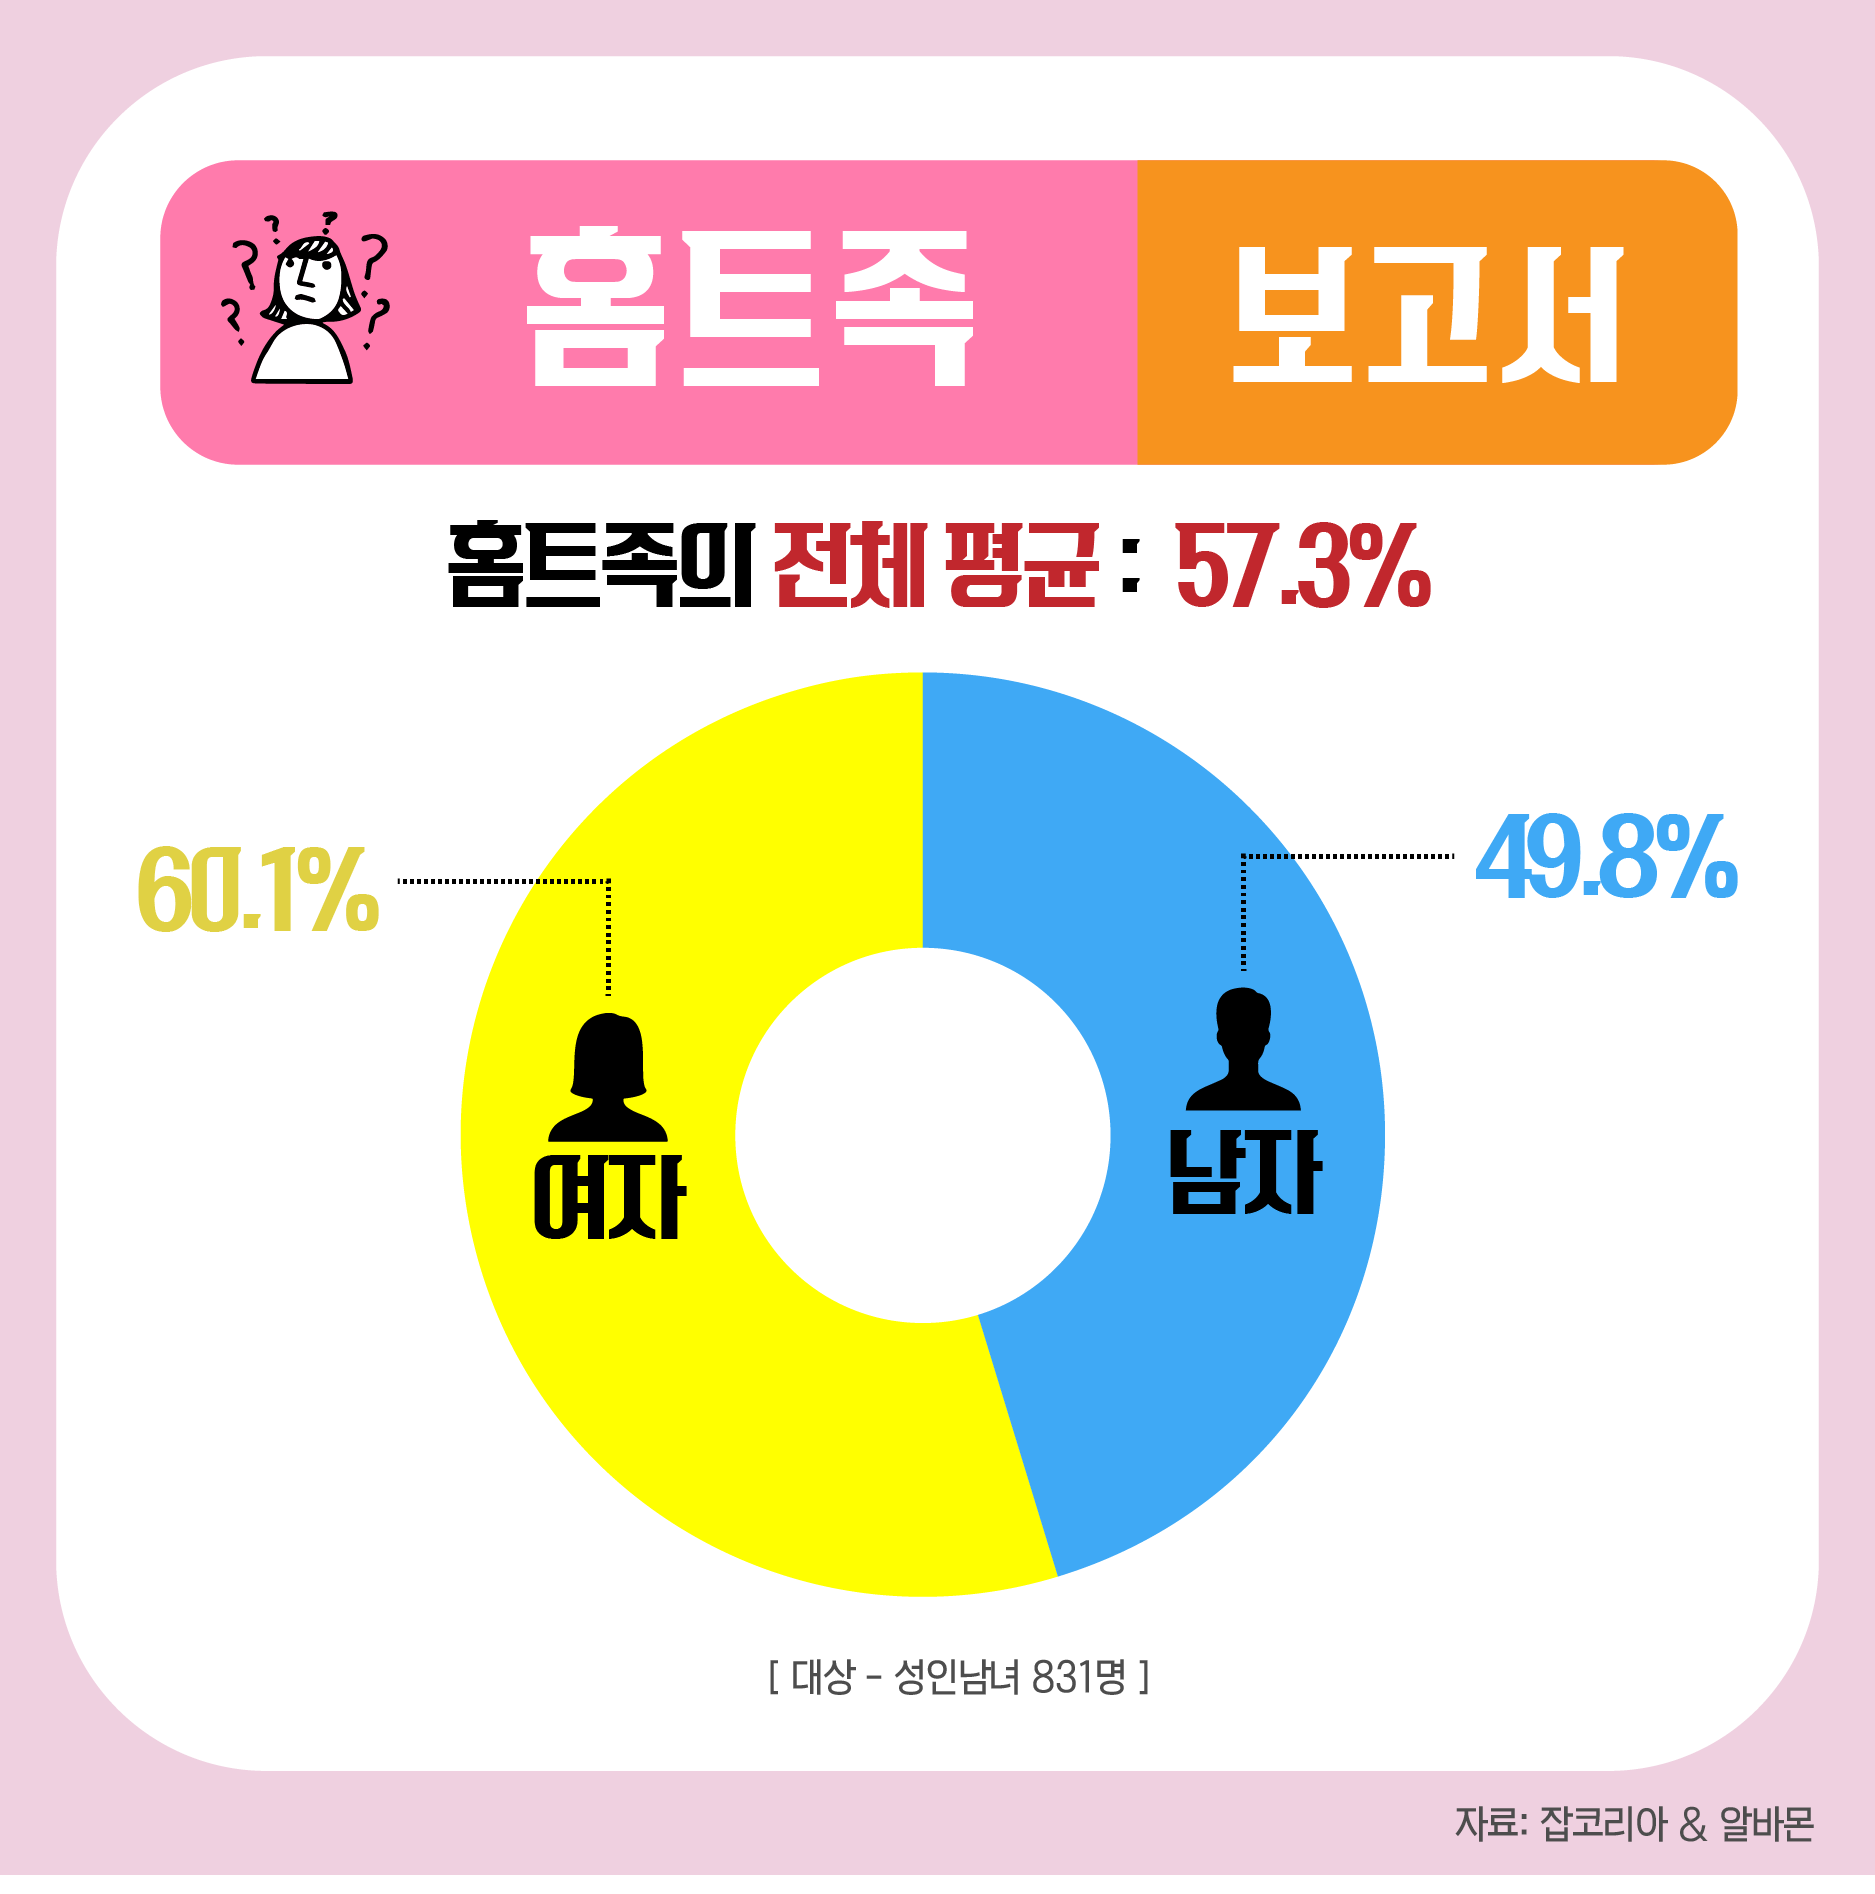 홈트족 보고서
홈트족의 전체 평균 : 57.3%
60.1%
49.8%
여자
남자
[ 대상 - 성인남녀 831명 ]
자료: 잡코리아 & 알바몬